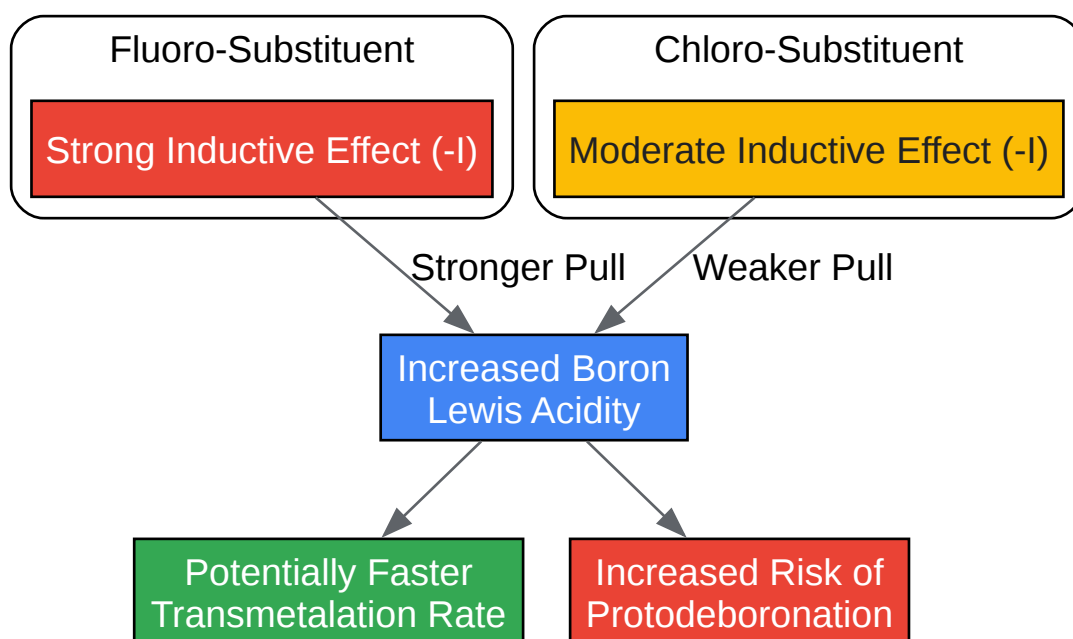 Fluoro-Substituent
Chloro-Substituent
Strong Inductive Effect (-I)
Moderate Inductive Effect (-I)
Stronger Pull
Weaker Pull
Increased Boron
Lewis Acidity
Potentially Faster
Transmetalation Rate
Increased Risk of
Protodeboronation